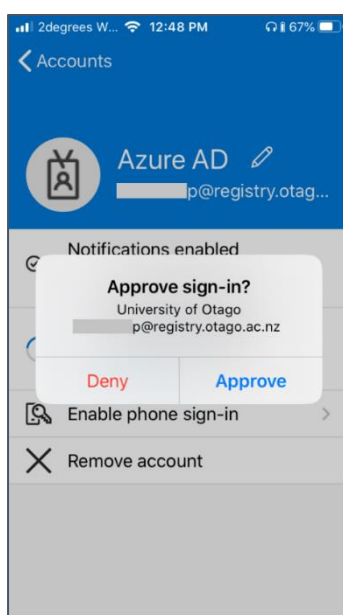 2degrees W... 12:48 PM 67%
Accounts
Azure AD
p@registry.otag...
Notifications enabled
Approve sign-in?
University of Otago
p@registry.otago.ac.nz
Deny Approve
Enable phone sign-in
Remove account